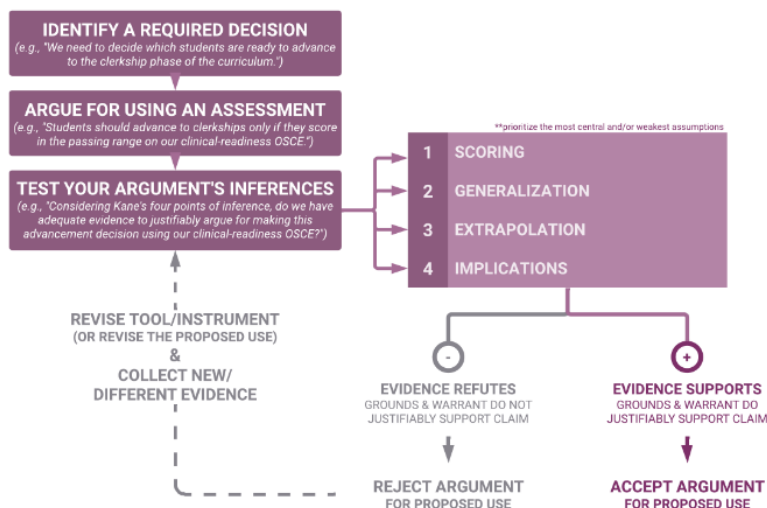 IDENTIFY A REQUIRED DECISION
(e.g., "We need to decide which students are ready to advance
to the clerkship phase of the curriculum.")
ARGUE FOR USING AN ASSESSMENT
(e.g., "Students should advance to clerkships only if they score
in the passing range on our clinical-readiness OSCE.")
TEST YOUR ARGUMENT'S INFERENCES
(e.g., "Considering Kane's four points of inference, do we have
adequate evidence to justifiably argue for making this
advancement decision using our clinical-readiness OSCE?")
**prioritize the most central and/or weakest assumptions
1 SCORING
2 GENERALIZATION
3 EXTRAPOLATION
4 IMPLICATIONS
REVISE TOOL/INSTRUMENT
(OR REVISE THE PROPOSED USE)
&
COLLECT NEW/
DIFFERENT EVIDENCE
-
EVIDENCE REFUTES
GROUNDS & WARRANT DO NOT
JUSTIFIABLY SUPPORT CLAIM
REJECT ARGUMENT
FOR PROPOSED USE
+
EVIDENCE SUPPORTS
GROUNDS & WARRANT DO
JUSTIFIABLY SUPPORT CLAIM
ACCEPT ARGUMENT
FOR PROPOSED USE